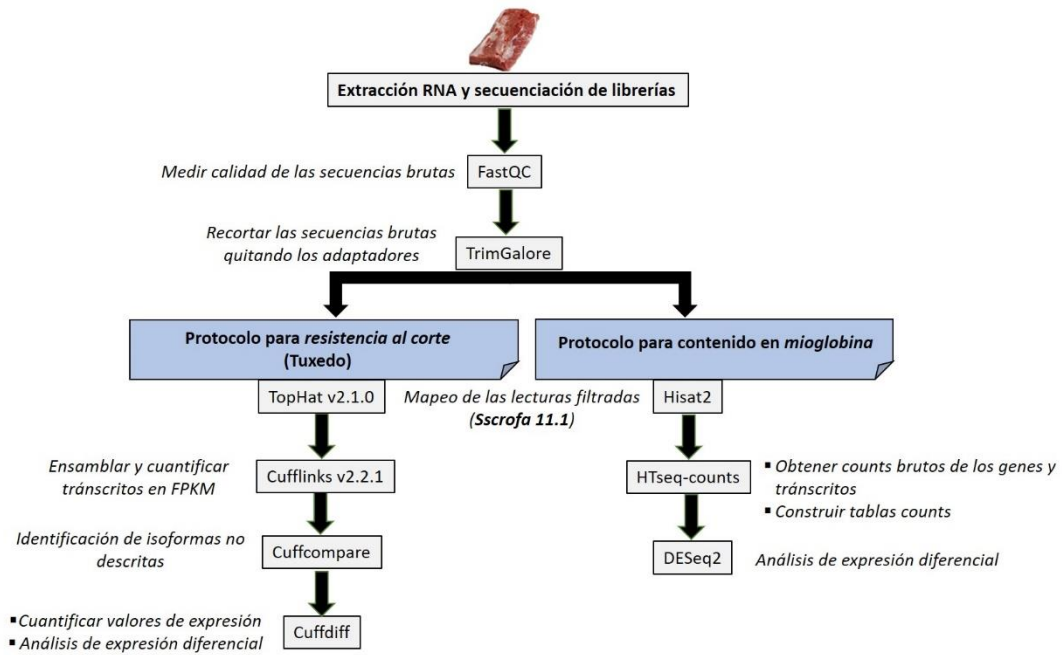 Extracción RNA y secuenciación de librerías
Medir calidad de las secuencias brutas
FastQC
Recortar las secuencias brutas
quitando los adaptadores
TrimGalore
Protocolo para resistencia al corte
(Tuxedo)
Protocolo para contenido en mioglobina
TopHat v2.1.0
Mapeo de las lecturas filtradas
(Sscrofa 11.1)
Hisat2
Ensamblar y cuantificar
tránscritos en FPKM
Cufflinks v2.2.1
HTseq-counts
▪ Obtener counts brutos de los genes y
tránscritos
▪ Construir tablas counts
Identificación de isoformas no
descritas
Cuffcompare
DESeq2
Análisis de expresión diferencial
▪ Cuantificar valores de expresión
▪ Análisis de expresión diferencial
Cuffdiff